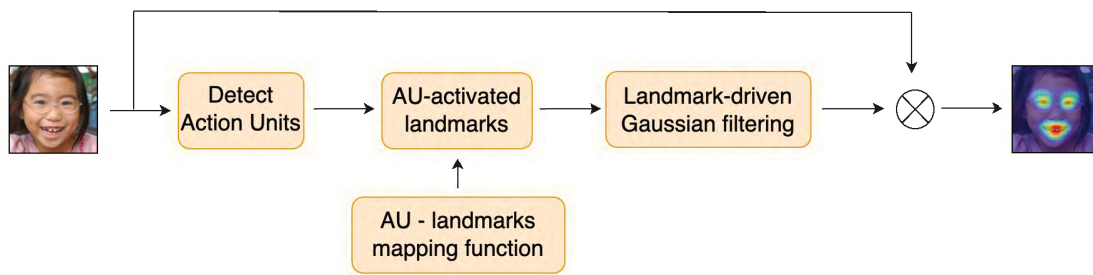 Detect
Action Units
AU-activated
landmarks
Landmark-driven
Gaussian filtering
AU - landmarks
mapping function